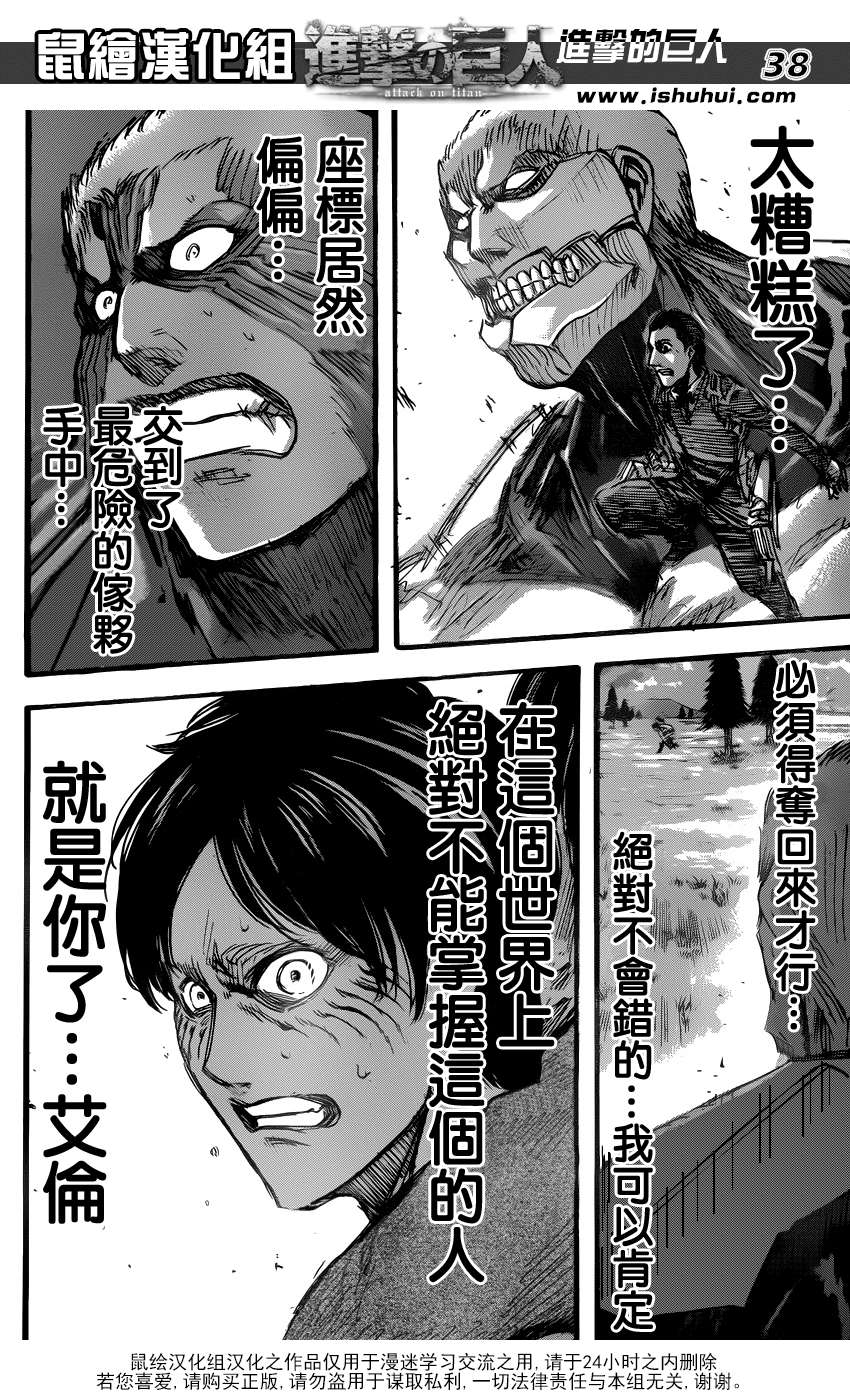 鼠繪漢化組
進撃の巨人
attack on titan
進擊的巨人
38
www.ishuhui.com
太糟糕了…
座標居然
偏偏…
交到了
最危險的傢夥
手中…
必須得奪回來才行…
絕對不會錯的…我可以肯定
在這個世界上
絕對不能掌握這個的人
就是你了…艾倫
鼠绘汉化组汉化之作品仅用于漫迷学习交流之用,请于24小时之内删除
若您喜爱,请购买正版,请勿盗用于谋取私利,一切法律责任与本组无关,谢谢。